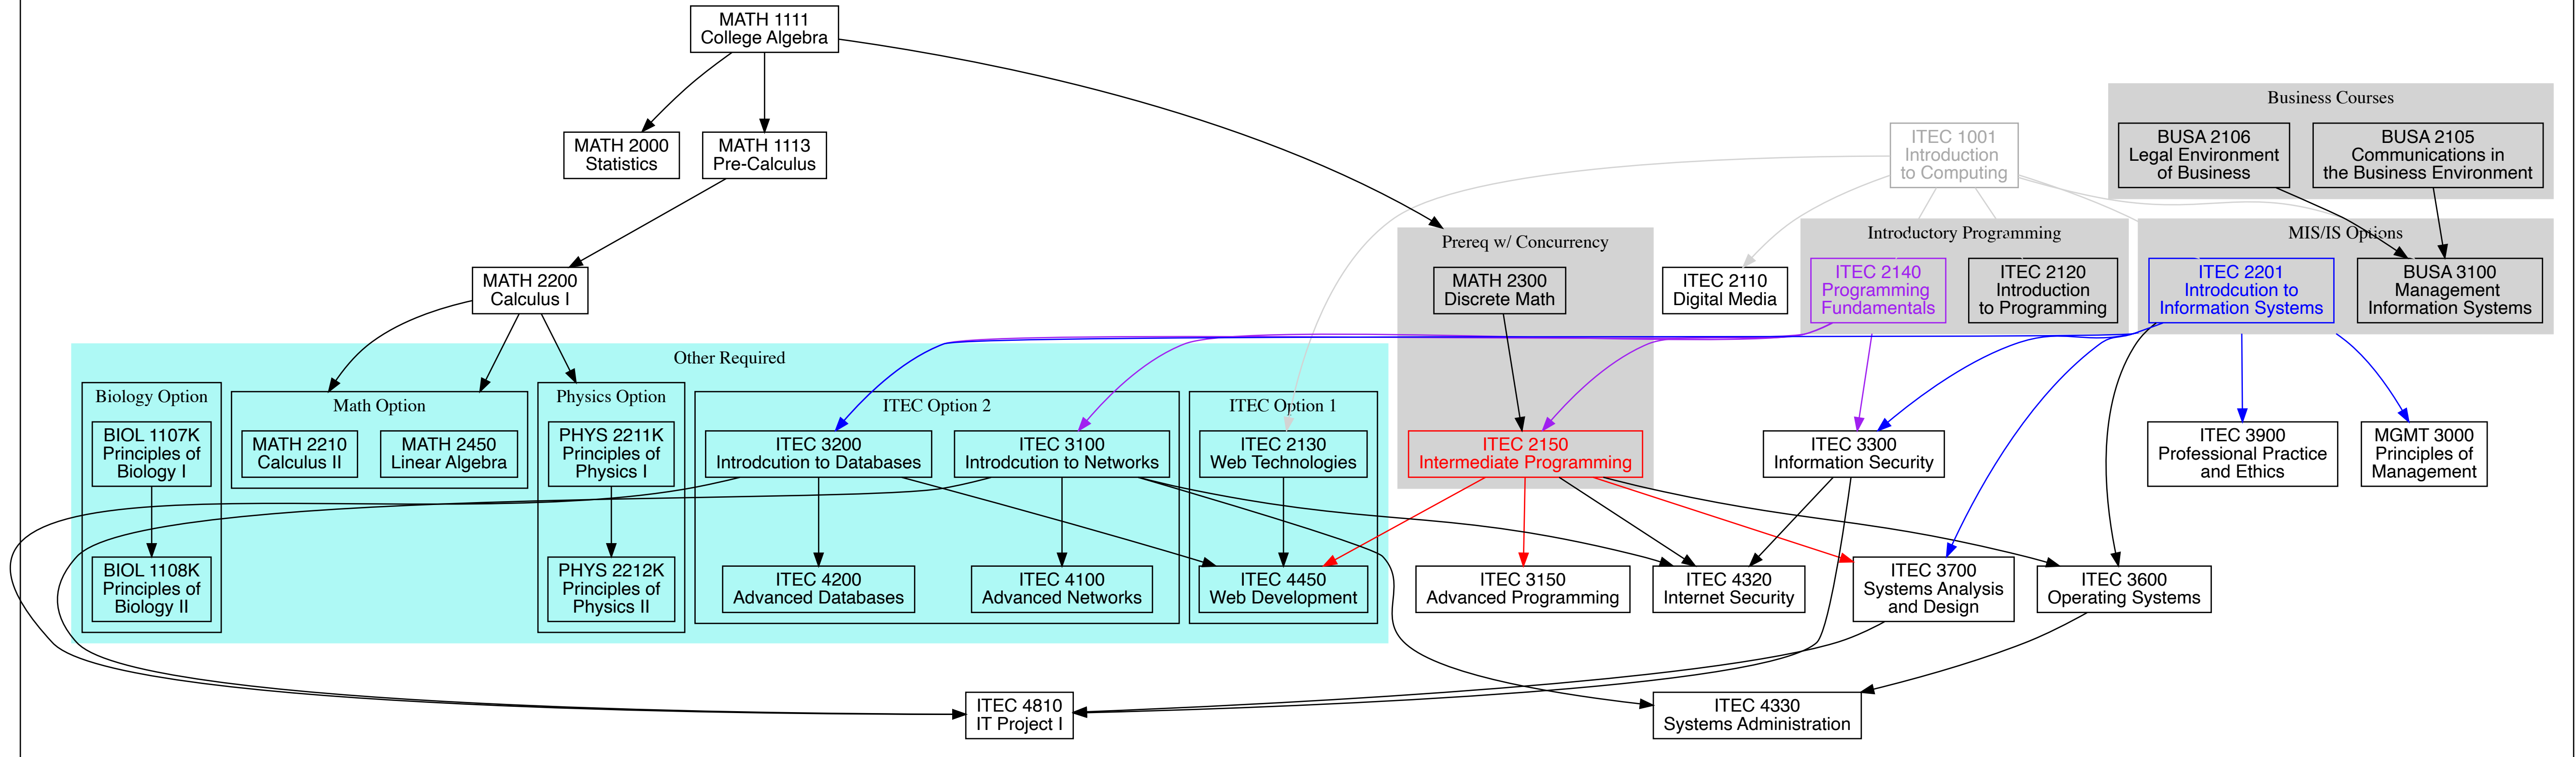 MATH 1111
College Algebra
MATH 2000
Statistics
MATH 1113
Pre-Calculus
ITEC 1001
Introduction
to Computing
Business Courses
BUSA 2106
Legal Environment
of Business
BUSA 2105
Communications in
the Business Environment
MATH 2200
Calculus I
Prereq w/ Concurrency
MATH 2300
Discrete Math
ITEC 2110
Digital Media
Introductory Programming
ITEC 2140
Programming
Fundamentals
ITEC 2120
Introduction
to Programming
MIS/IS Options
ITEC 2201
Introdcution to
Information Systems
BUSA 3100
Management
Information Systems
Other Required
Biology Option
BIOL 1107K
Principles of
Biology I
Math Option
MATH 2210
Calculus II
MATH 2450
Linear Algebra
Physics Option
PHYS 2211K
Principles of
Physics I
ITEC Option 2
ITEC 3200
Introdcution to Databases
ITEC 3100
Introdcution to Networks
ITEC Option 1
ITEC 2130
Web Technologies
ITEC 2150
Intermediate Programming
ITEC 3300
Information Security
ITEC 3900
Professional Practice
and Ethics
MGMT 3000
Principles of
Management
BIOL 1108K
Principles of
Biology II
PHYS 2212K
Principles of
Physics II
ITEC 4200
Advanced Databases
ITEC 4100
Advanced Networks
ITEC 4450
Web Development
ITEC 3150
Advanced Programming
ITEC 4320
Internet Security
ITEC 3700
Systems Analysis
and Design
ITEC 3600
Operating Systems
ITEC 4810
IT Project I
ITEC 4330
Systems Administration